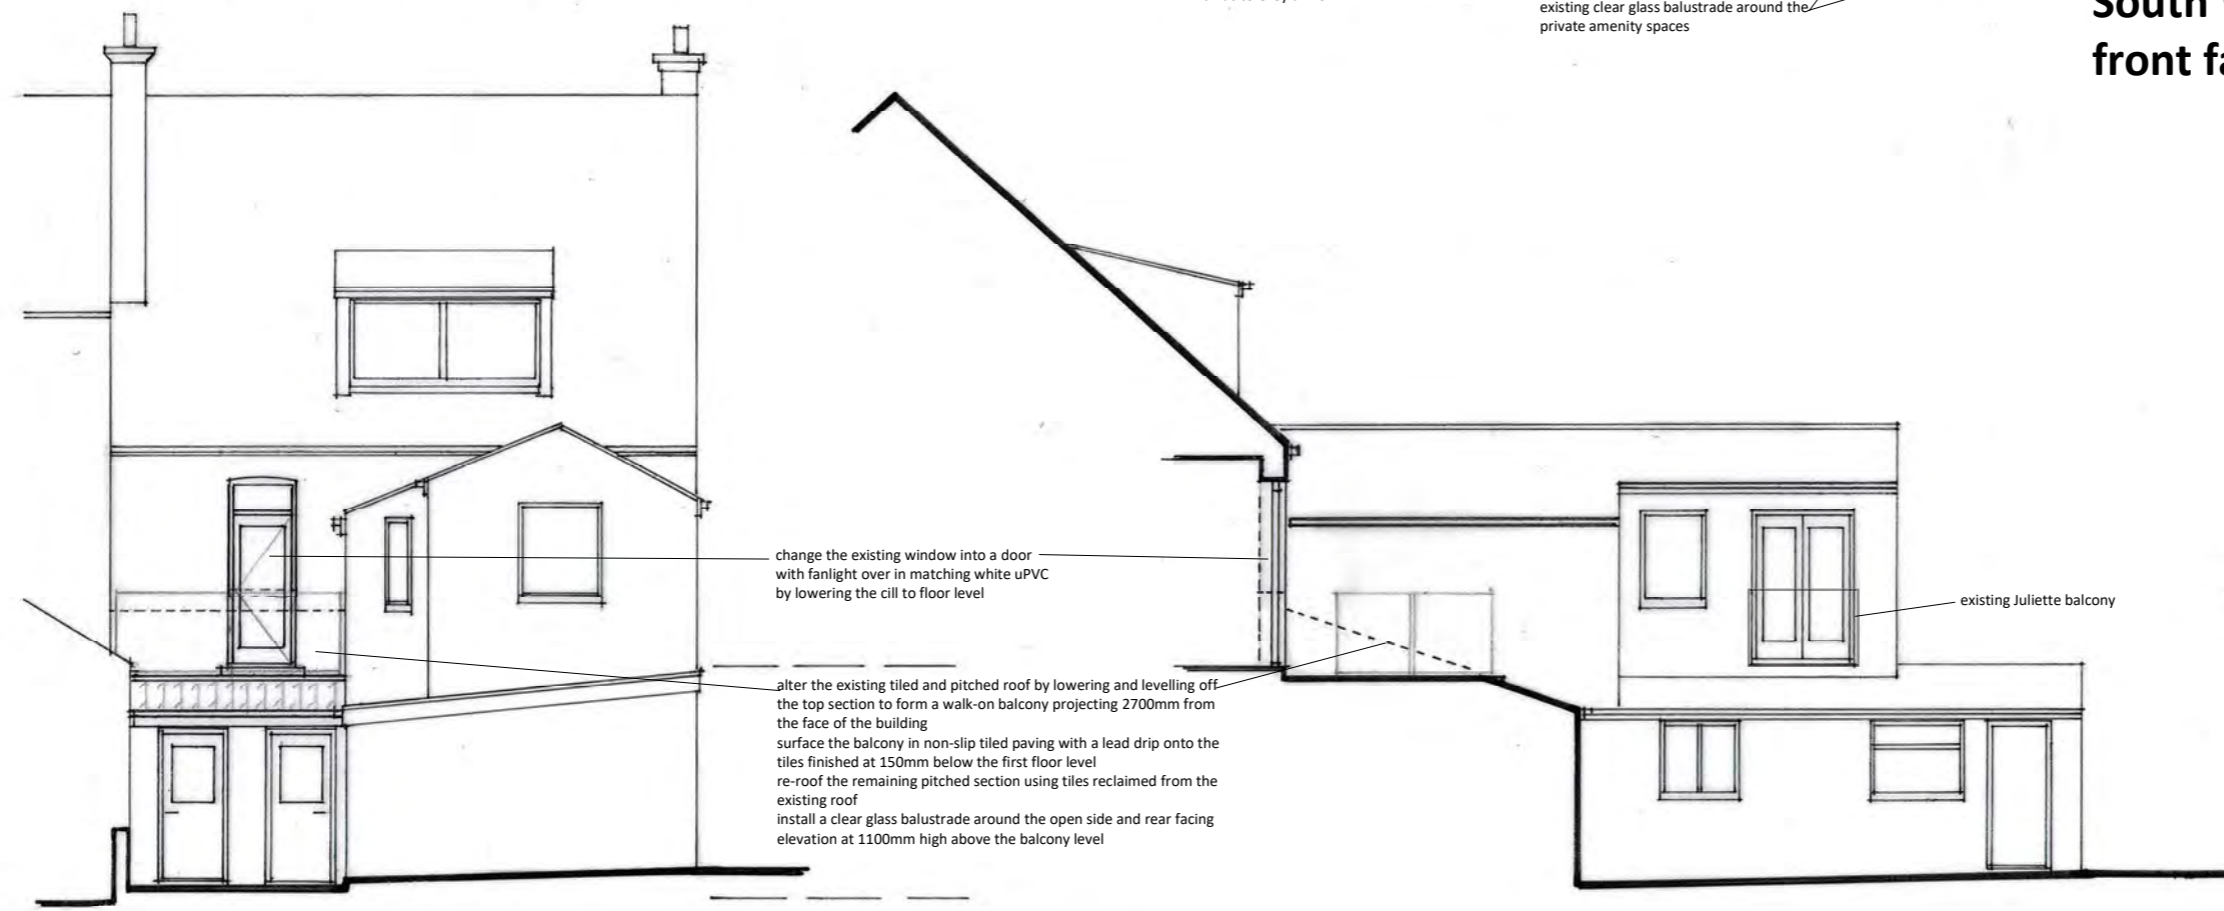 existing clear glass balustrade around the
private amenity spaces
South
front fa
change the existing window into a door
with fanlight over in matching white uPVC
by lowering the cill to floor level
existing Juliette balcony
alter the existing tiled and pitched roof by lowering and levelling off
the top section to form a walk-on balcony projecting 2700mm from
the face of the building
surface the balcony in non-slip tiled paving with a lead drip onto the
tiles finished at 150mm below the first floor level
re-roof the remaining pitched section using tiles reclaimed from the
existing roof
install a clear glass balustrade around the open side and rear facing
elevation at 1100mm high above the balcony level